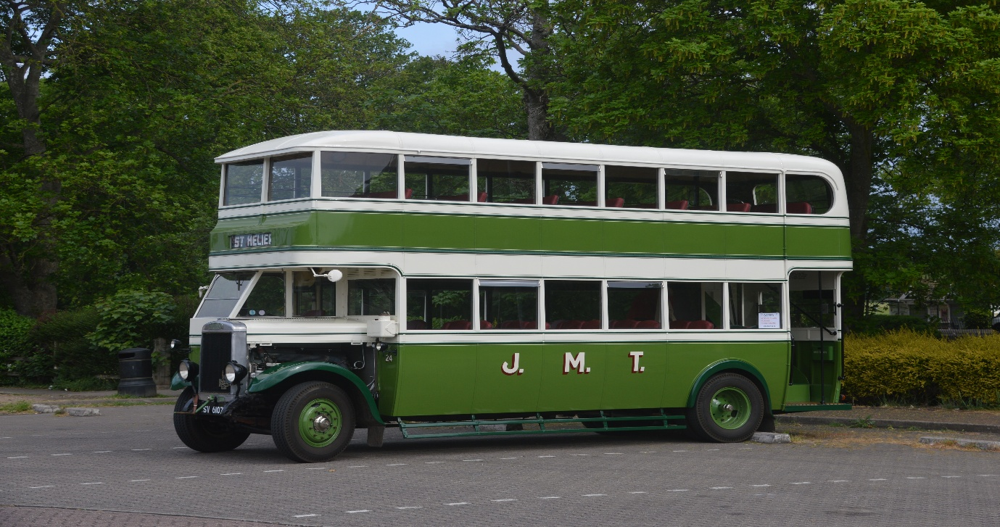 ST HELIER
24
J. M. T.
SV 6107